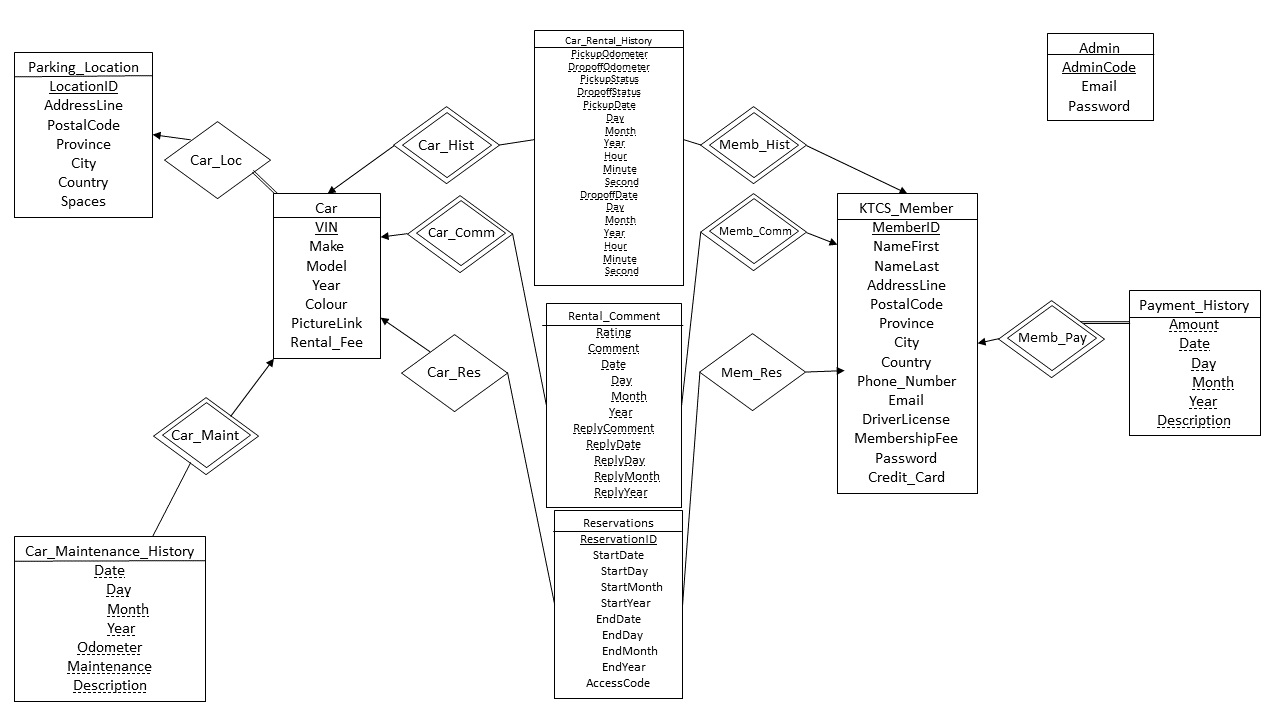 Parking_Location
LocationID
AddressLine
PostalCode
Province
City
Country
Spaces
Car_Loc
Car_Hist
Car_Rental_History
PickupOdometer
DropoffOdometer
PickupStatus
DropoffStatus
PickupDate
Day
Month
Year
Hour
Minute
Second
DropoffDate
Day
Month
Year
Hour
Minute
Second
Memb_Hist
Admin
AdminCode
Email
Password
Car
VIN
Make
Model
Year
Colour
PictureLink
Rental_Fee
Car_Comm
Memb_Comm
KTCS_Member
MemberID
NameFirst
NameLast
AddressLine
PostalCode
Province
City
Country
Phone_Number
Email
DriverLicense
MembershipFee
Password
Credit_Card
Memb_Pay
Payment_History
Amount
Date
Day
Month
Year
Description
Rental_Comment
Rating
Comment
Date
Day
Month
Year
ReplyComment
ReplyDate
ReplyDay
ReplyMonth
ReplyYear
Car_Res
Mem_Res
Car_Maint
Reservations
ReservationID
StartDate
StartDay
StartMonth
StartYear
EndDate
EndDay
EndMonth
EndYear
AccessCode
Car_Maintenance_History
Date
Day
Month
Year
Odometer
Maintenance
Description